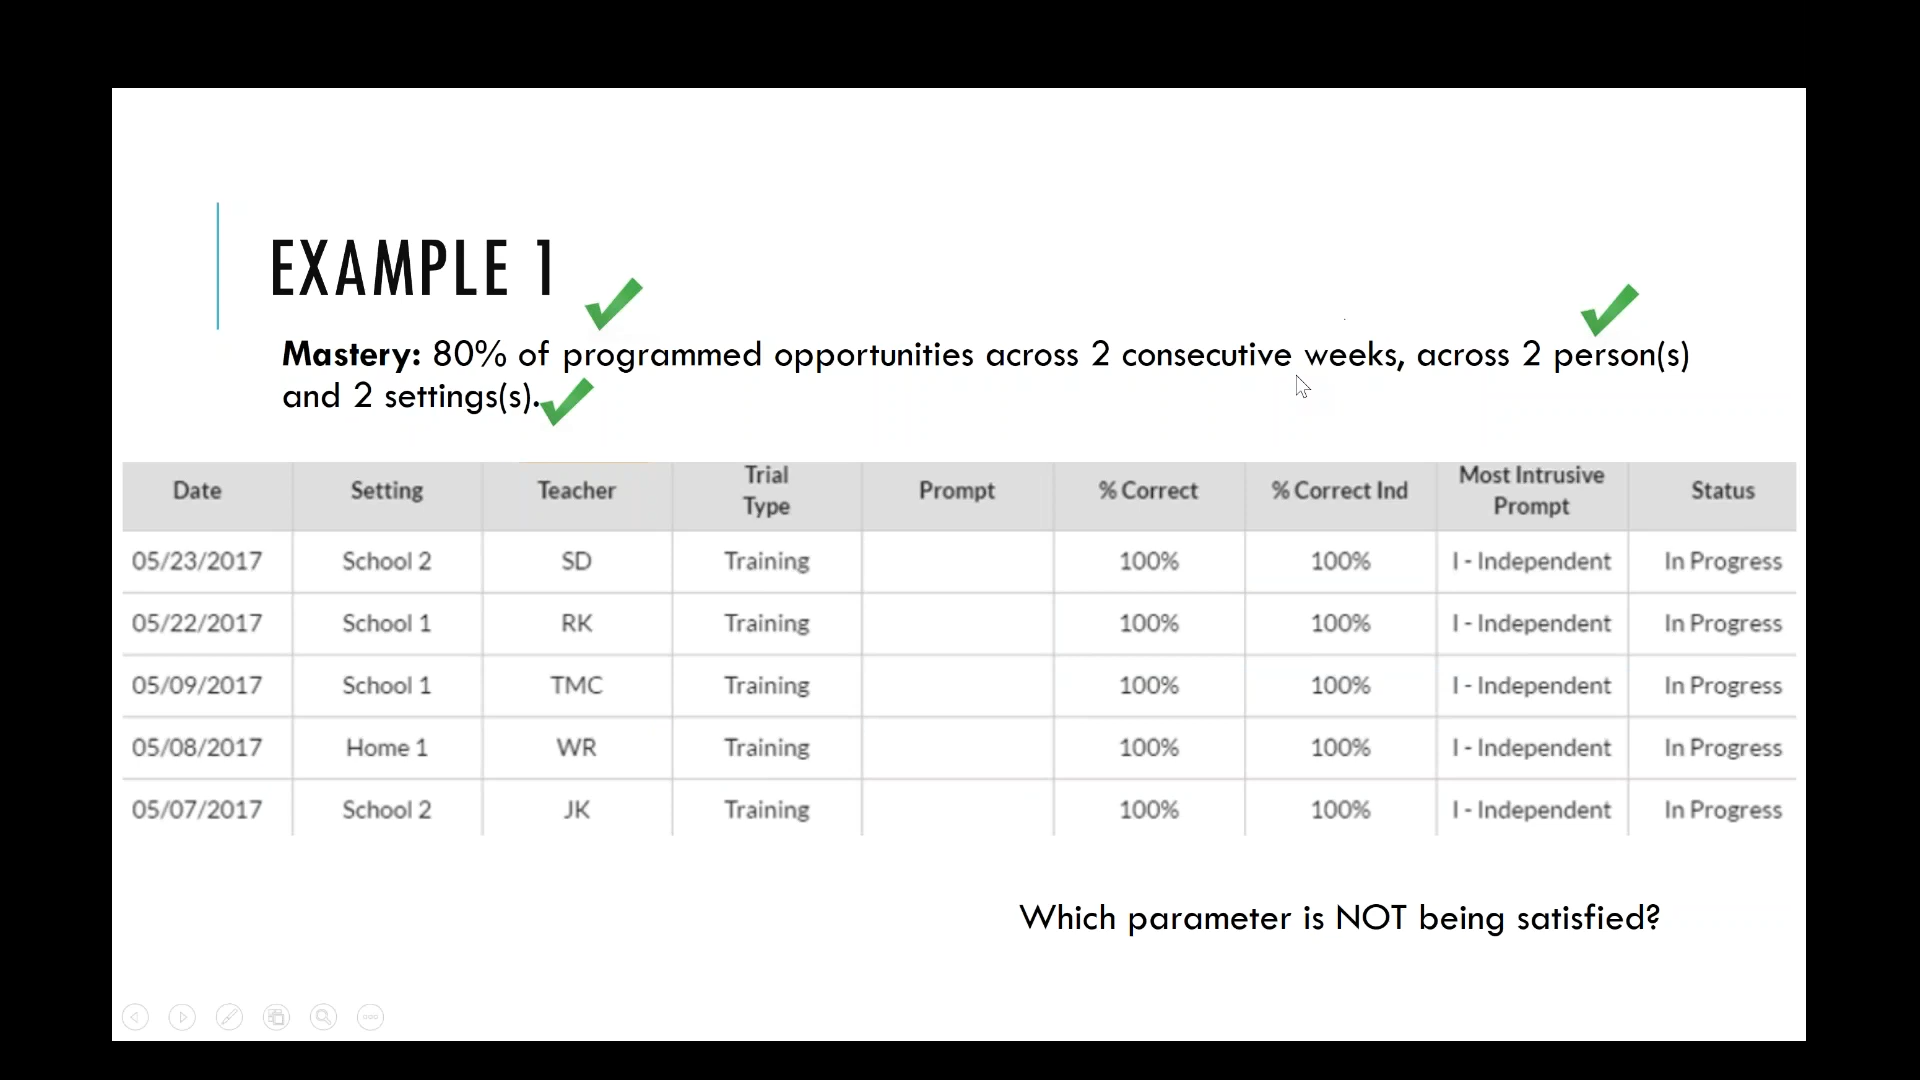 EXAMPLE 1
Mastery: 80% of programmed opportunities across 2 consecutive weeks, across 2 person(s)
and 2 settings(s).
Date Setting Teacher Trial Type Prompt % Correct % Correct Ind Most Intrusive Prompt Status
05/23/2017 School 2 SD Training 100% 100% I - Independent In Progress
05/22/2017 School 1 RK Training 100% 100% I - Independent In Progress
05/09/2017 School 1 TMC Training 100% 100% I - Independent In Progress
05/08/2017 Home 1 WR Training 100% 100% I - Independent In Progress
05/07/2017 School 2 JK Training 100% 100% I - Independent In Progress
Which parameter is NOT being satisfied?